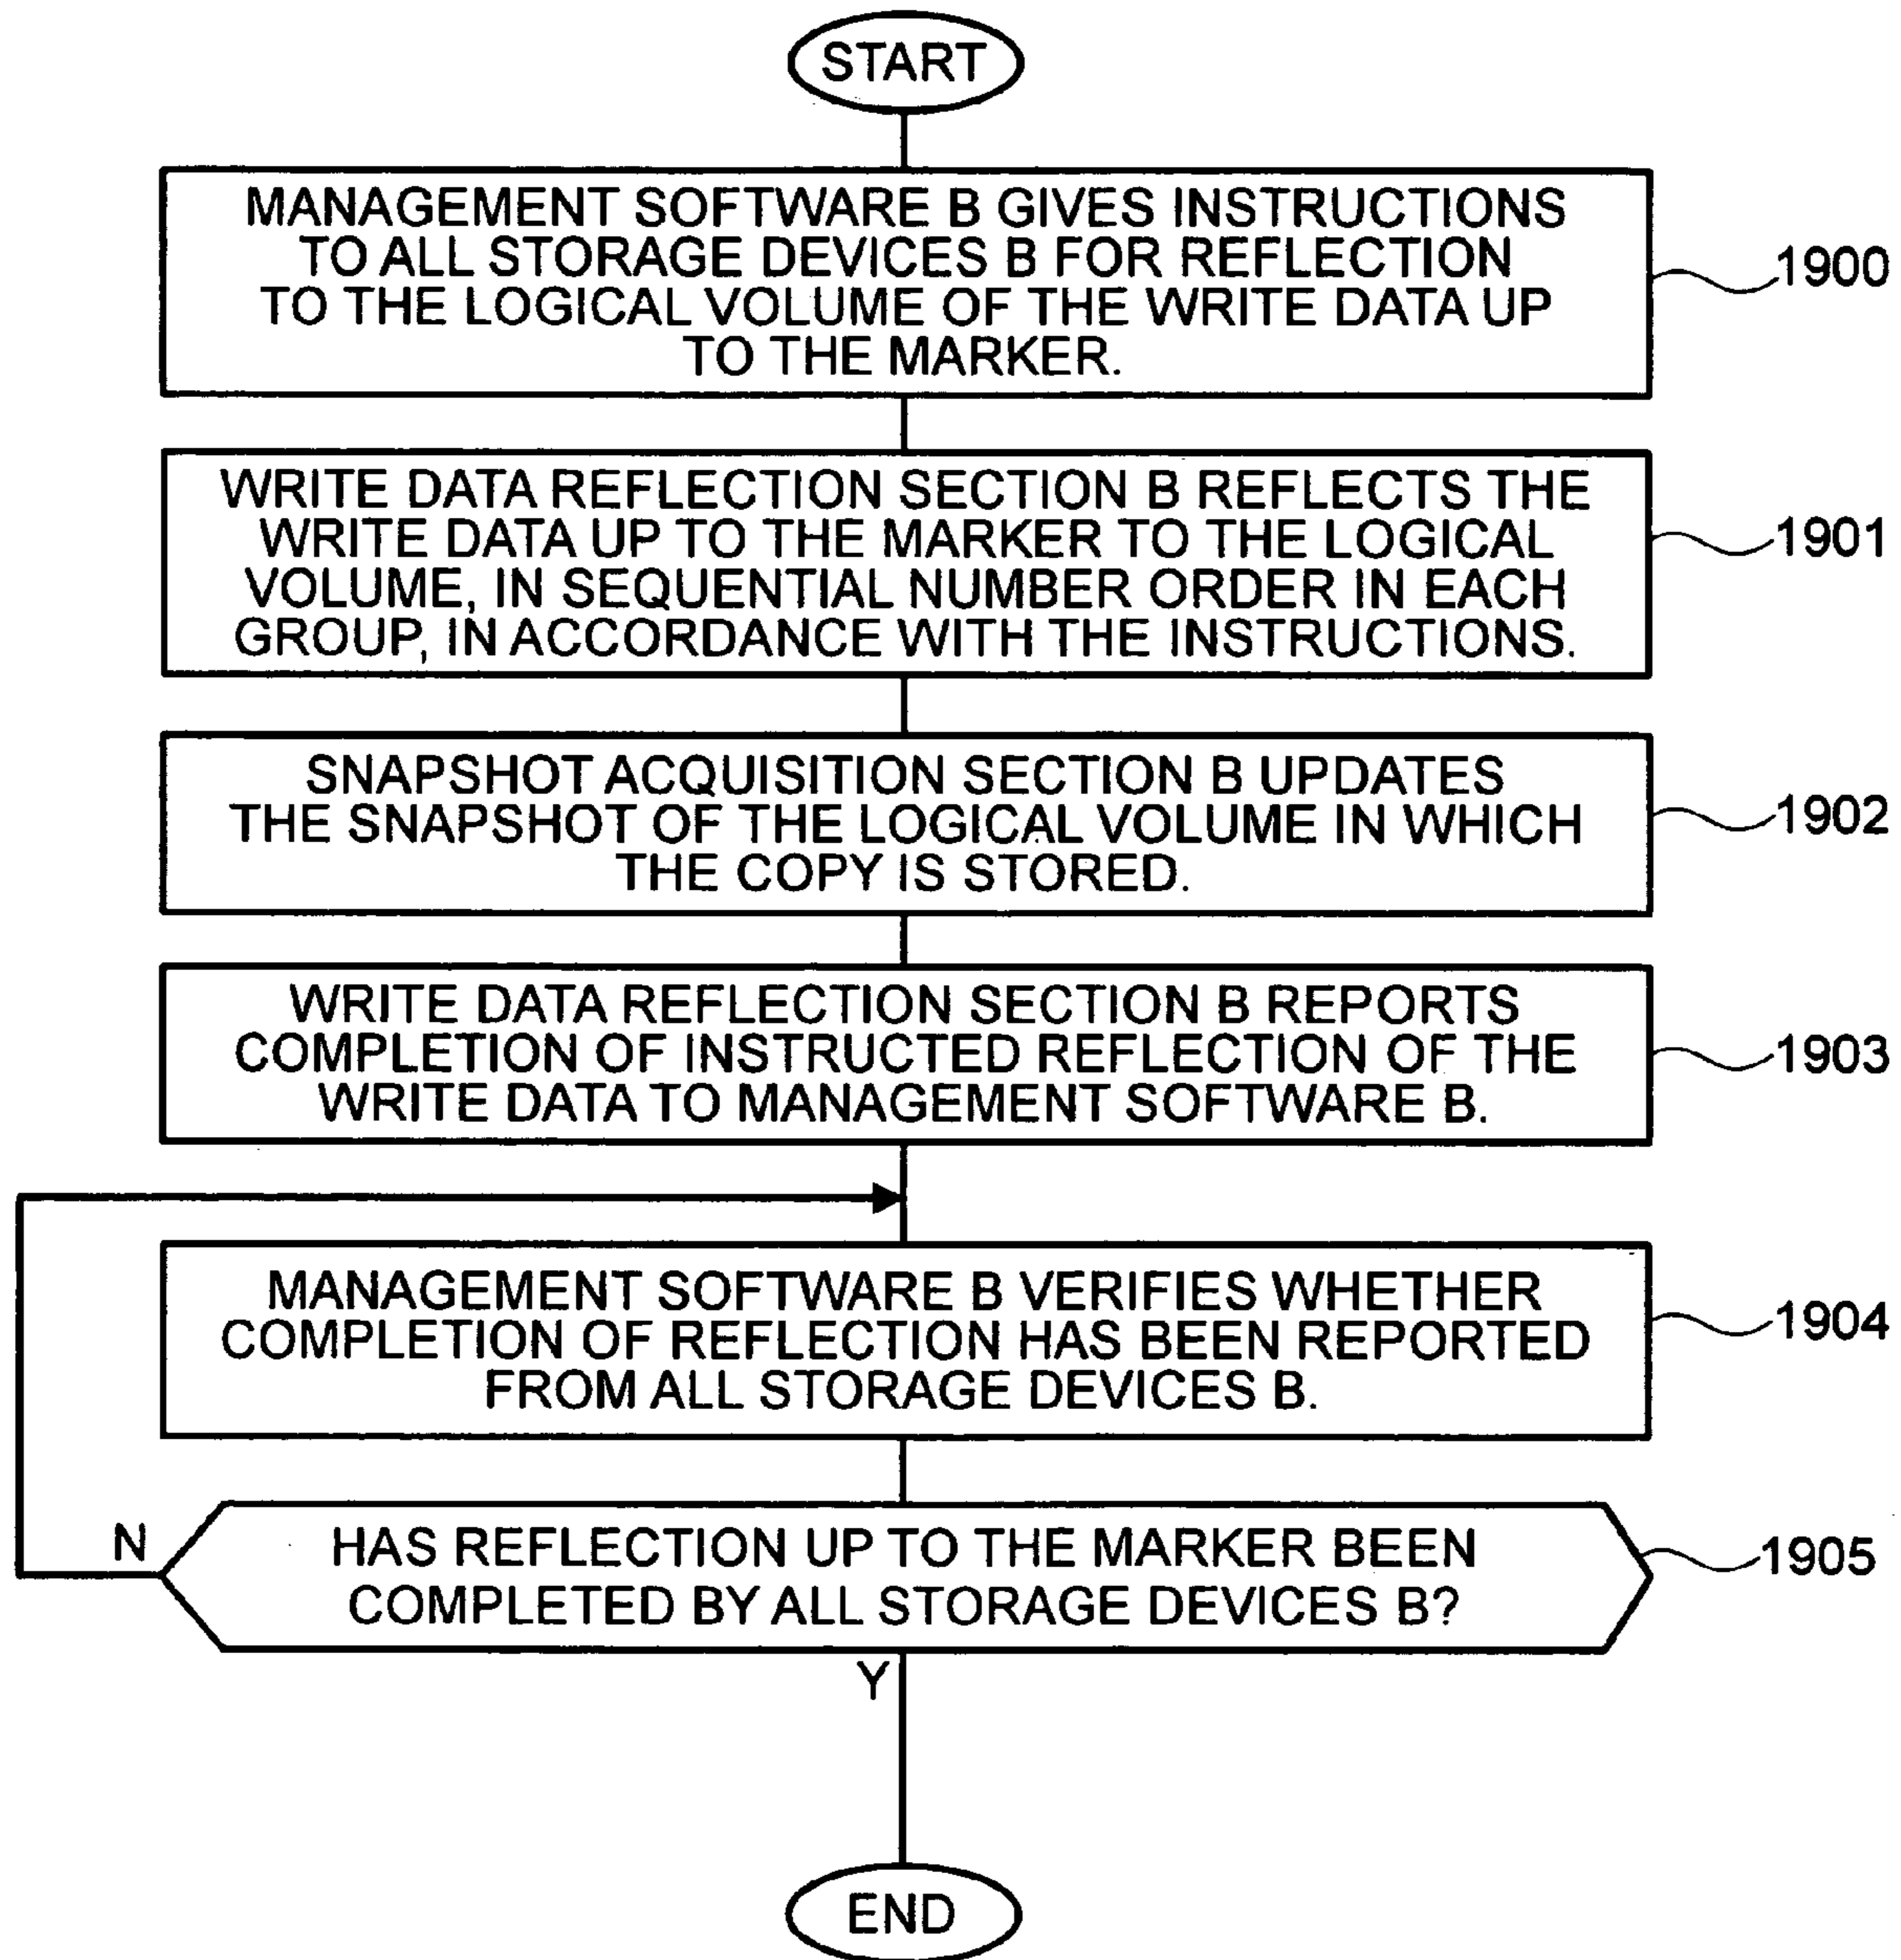 START
MANAGEMENT SOFTWARE B GIVES INSTRUCTIONS
TO ALL STORAGE DEVICES B FOR REFLECTION
TO THE LOGICAL VOLUME OF THE WRITE DATA UP
TO THE MARKER.
1900
WRITE DATA REFLECTION SECTION B REFLECTS THE
WRITE DATA UP TO THE MARKER TO THE LOGICAL
VOLUME, IN SEQUENTIAL NUMBER ORDER IN EACH
GROUP, IN ACCORDANCE WITH THE INSTRUCTIONS.
1901
SNAPSHOT ACQUISITION SECTION B UPDATES
THE SNAPSHOT OF THE LOGICAL VOLUME IN WHICH
THE COPY IS STORED.
1902
WRITE DATA REFLECTION SECTION B REPORTS
COMPLETION OF INSTRUCTED REFLECTION OF THE
WRITE DATA TO MANAGEMENT SOFTWARE B.
1903
MANAGEMENT SOFTWARE B VERIFIES WHETHER
COMPLETION OF REFLECTION HAS BEEN REPORTED
FROM ALL STORAGE DEVICES B.
1904
N
HAS REFLECTION UP TO THE MARKER BEEN
COMPLETED BY ALL STORAGE DEVICES B?
1905
Y
END